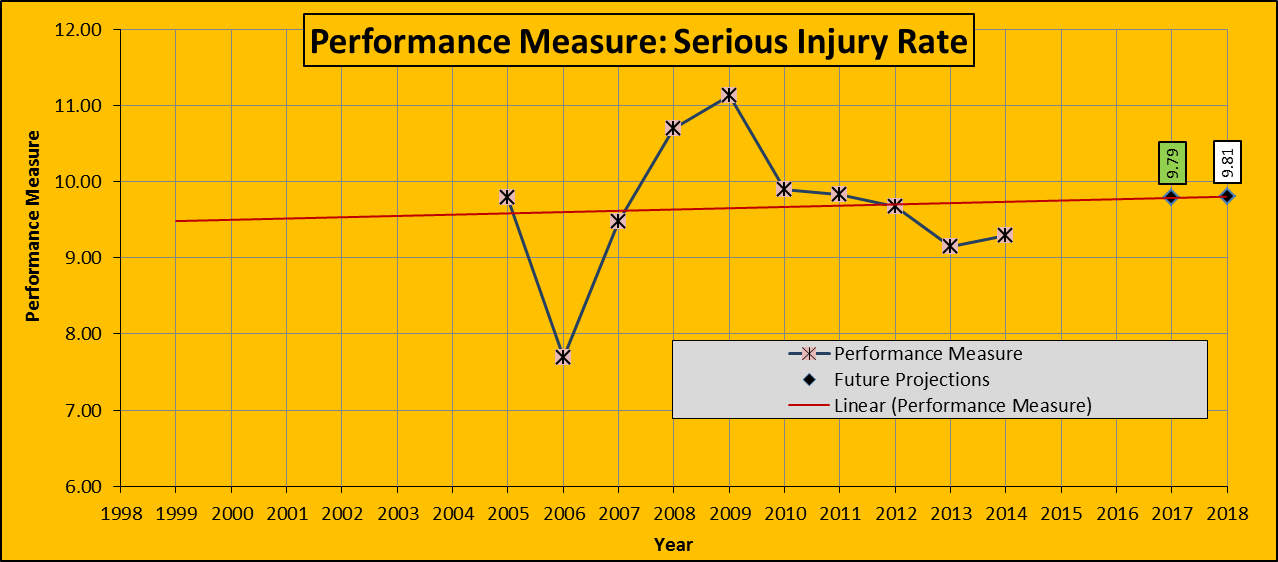 Performance Measure: Serious Injury Rate
12.00
11.00
10.00
9.00
8.00
7.00
6.00
Performance Measure
9.79
9.81
Performance Measure
Future Projections
Linear (Performance Measure)
1998 1999 2000 2001 2002 2003 2004 2005 2006 2007 2008 2009 2010 2011 2012 2013 2014 2015 2016 2017 2018
Year